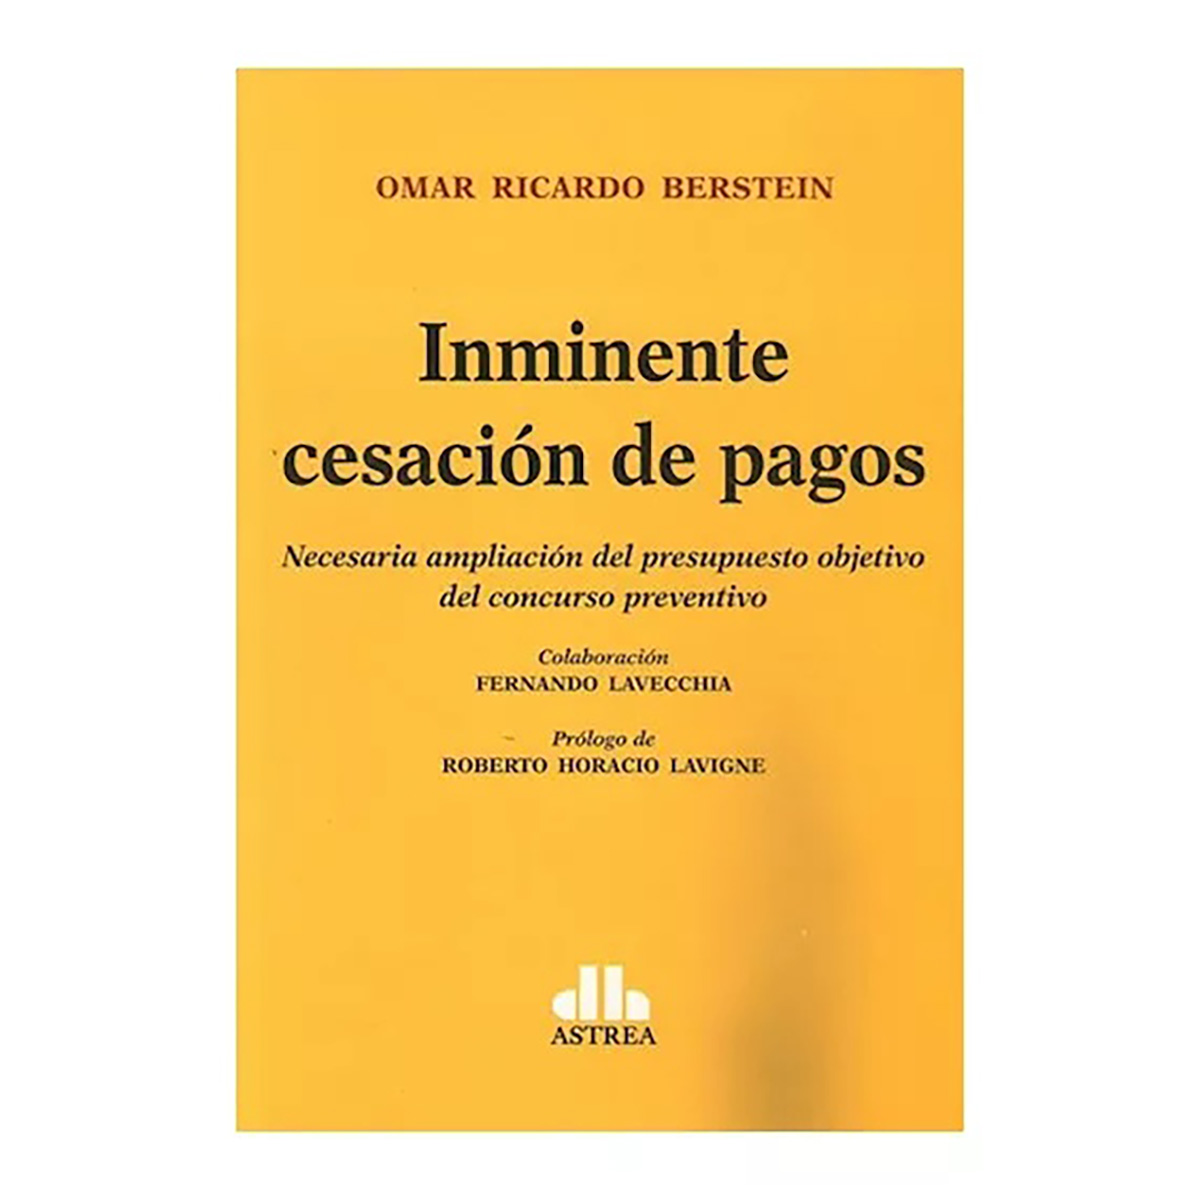 OMAR RICARDO BERSTEIN
Inminente
cesación de pagos
Necesaria ampliación del presupuesto objetivo
del concurso preventivo
Colaboración
FERNANDO LAVECCHIA
Prólogo de
ROBERTO HORACIO LAVIGNE
ASTREA